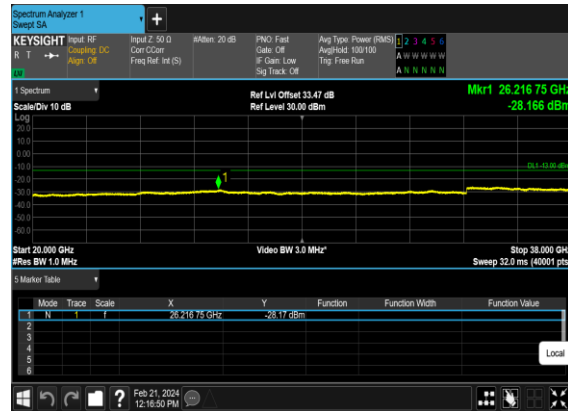 Spectrum Analyzer 1
Swept SA
+
KEYSIGHT Input: RF Input Z: 50 Ω #Atten: 20 dB PNO: Fast Avg Type: Power (RMS) 1 2 3 4 5 6
R T Coupling: DC Corr CCorr Gate: Off Avg|Hold: 100/100 A W W W W W
Align: Off Freq Ref: Int (S) IF Gain: Low Trig: Free Run
Sig Track: Off A N N N N N
LXI
1 Spectrum
Ref Lvl Offset 33.47 dB Mkr1 26.216 75 GHz
Scale/Div 10 dB Ref Level 30.00 dBm -28.166 dBm
Log
20.0
10.0
0.00
-10.0 DL1 -13.00 dBm
-20.0 1
-30.0
-40.0
-50.0
-60.0
Start 20.000 GHz Video BW 3.0 MHz* Stop 38.000 GHz
#Res BW 1.0 MHz Sweep 32.0 ms (40001 pts)
5 Marker Table
Mode Trace Scale X Y Function Function Width Function Value
1 N 1 f 26.216 75 GHz -28.17 dBm
2
3
4
5
6
Local
? Feb 21, 2024
12:16:50 PM